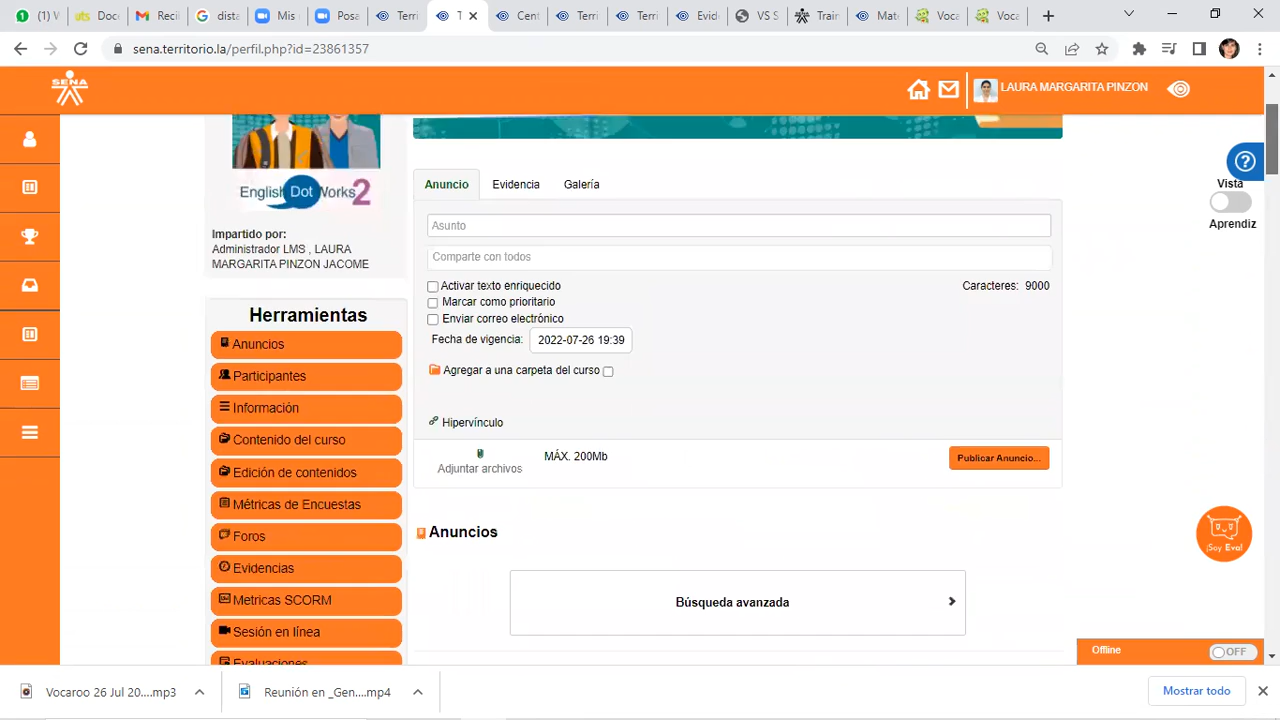 (1) W
uts Doc
Recil
dista
Mis
Posa
Terri
T
Cent
Terri
Terri
Evid
VS S
Train
Mate
Voca
Voca
sena.territorio.la/perfil.php?id=23861357
SENA
LAURA MARGARITA PINZON
English Dot Works 2
Impartido por:
Administrador LMS , LAURA
MARGARITA PINZON JACOME
Herramientas
Anuncios
Participantes
Información
Contenido del curso
Edición de contenidos
Métricas de Encuestas
Foros
Evidencias
Metricas SCORM
Sesión en línea
Evaluaciones
Anuncio Evidencia Galería
Asunto
Comparte con todos
Activar texto enriquecido Caracteres: 9000
Marcar como prioritario
Enviar correo electrónico
Fecha de vigencia: 2022-07-26 19:39
Agregar a una carpeta del curso
Hipervínculo
Adjuntar archivos MÁX. 200Mb Publicar Anuncio...
Anuncios
Búsqueda avanzada
Vista
Aprendiz
¡Soy Eva!
Offline OFF
Vocaroo 26 Jul 20....mp3
Reunión en _Gen....mp4
Mostrar todo